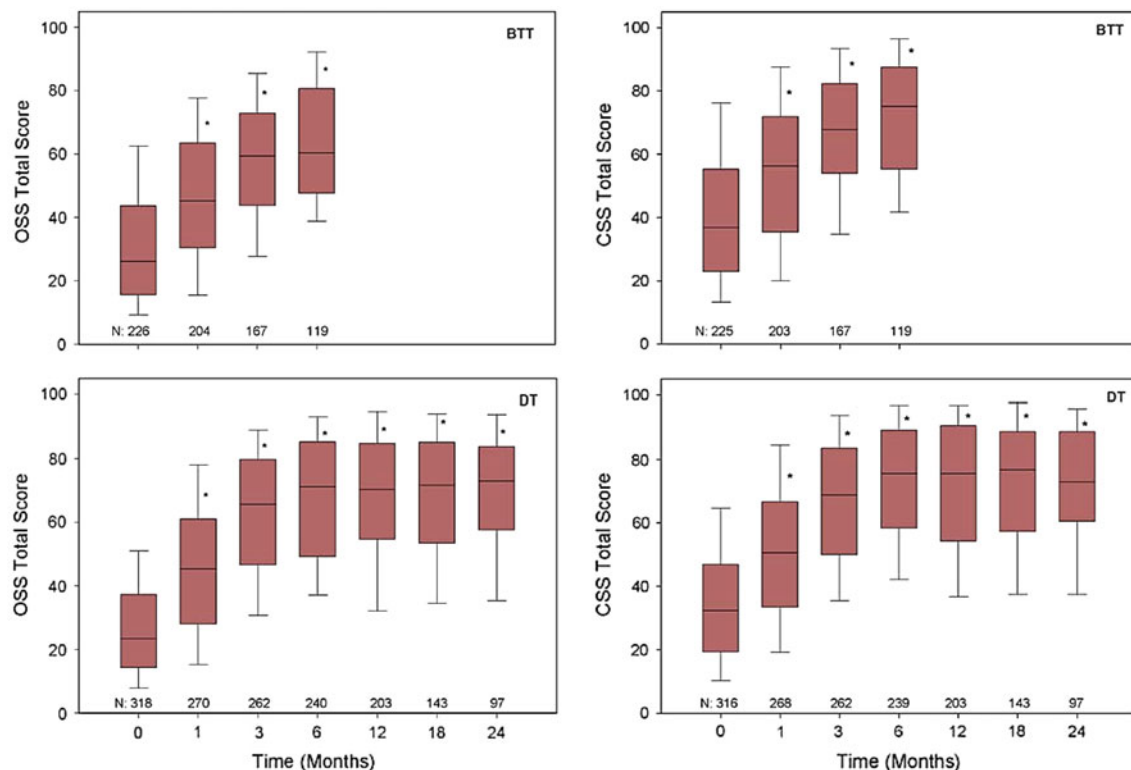 100
BTT
80
60
40
20
0
OSS Total Score
* * *
N: 226 204 167 119
100
BTT
80
60
40
20
0
CSS Total Score
* * *
N: 225 203 167 119
100
DT
80
60
40
20
0
OSS Total Score
* * * * * *
N: 318 270 262 240 203 143 97
0 1 3 6 12 18 24
Time (Months)
100
DT
80
60
40
20
0
CSS Total Score
* * * * * *
N: 316 268 262 239 203 143 97
0 1 3 6 12 18 24
Time (Months)